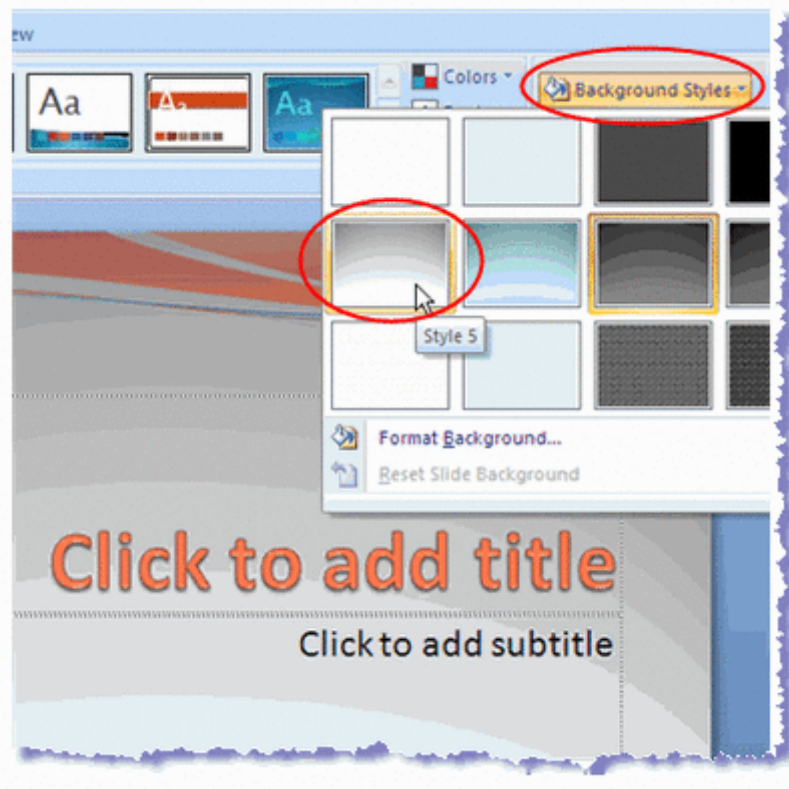 ew
Colors
Background Styles
Aa
Aa
Aa
Style 5
Format Background...
Reset Slide Background
Click to add title
Click to add subtitle